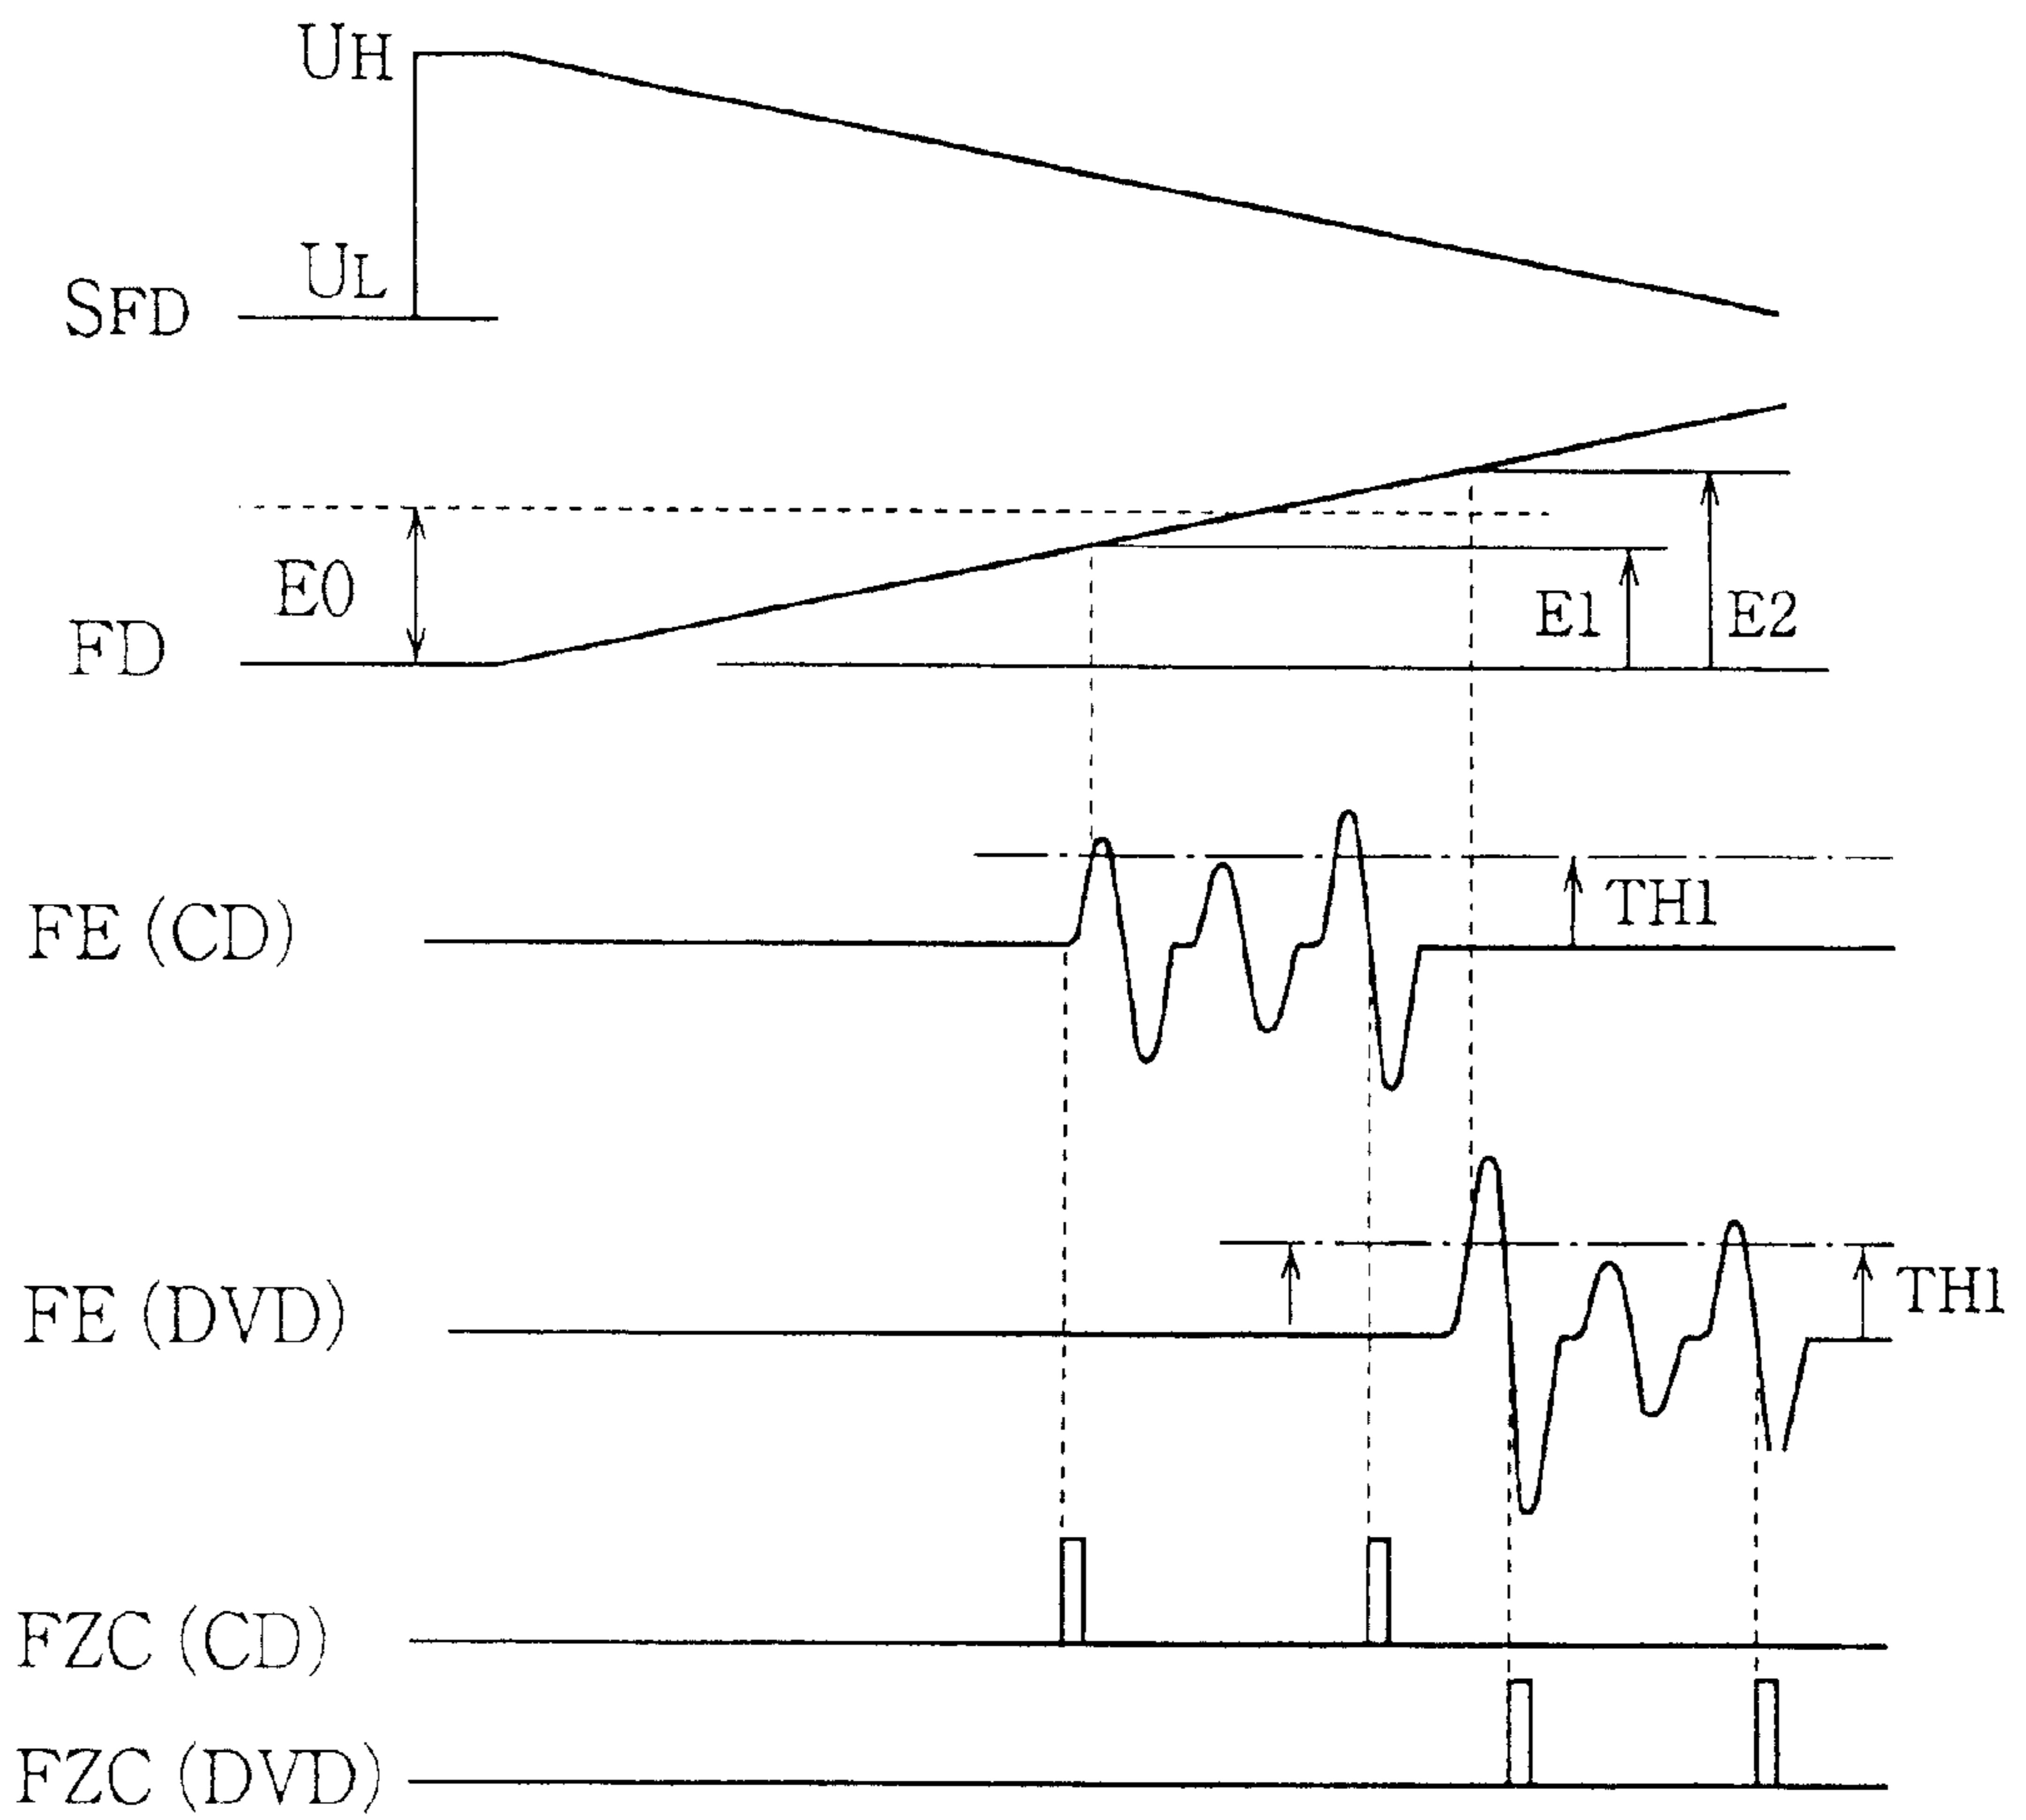 UH
UL
SFD
E0
E1
E2
FD
TH1
FE (CD)
TH1
FE (DVD)
FZC (CD)
FZC (DVD)